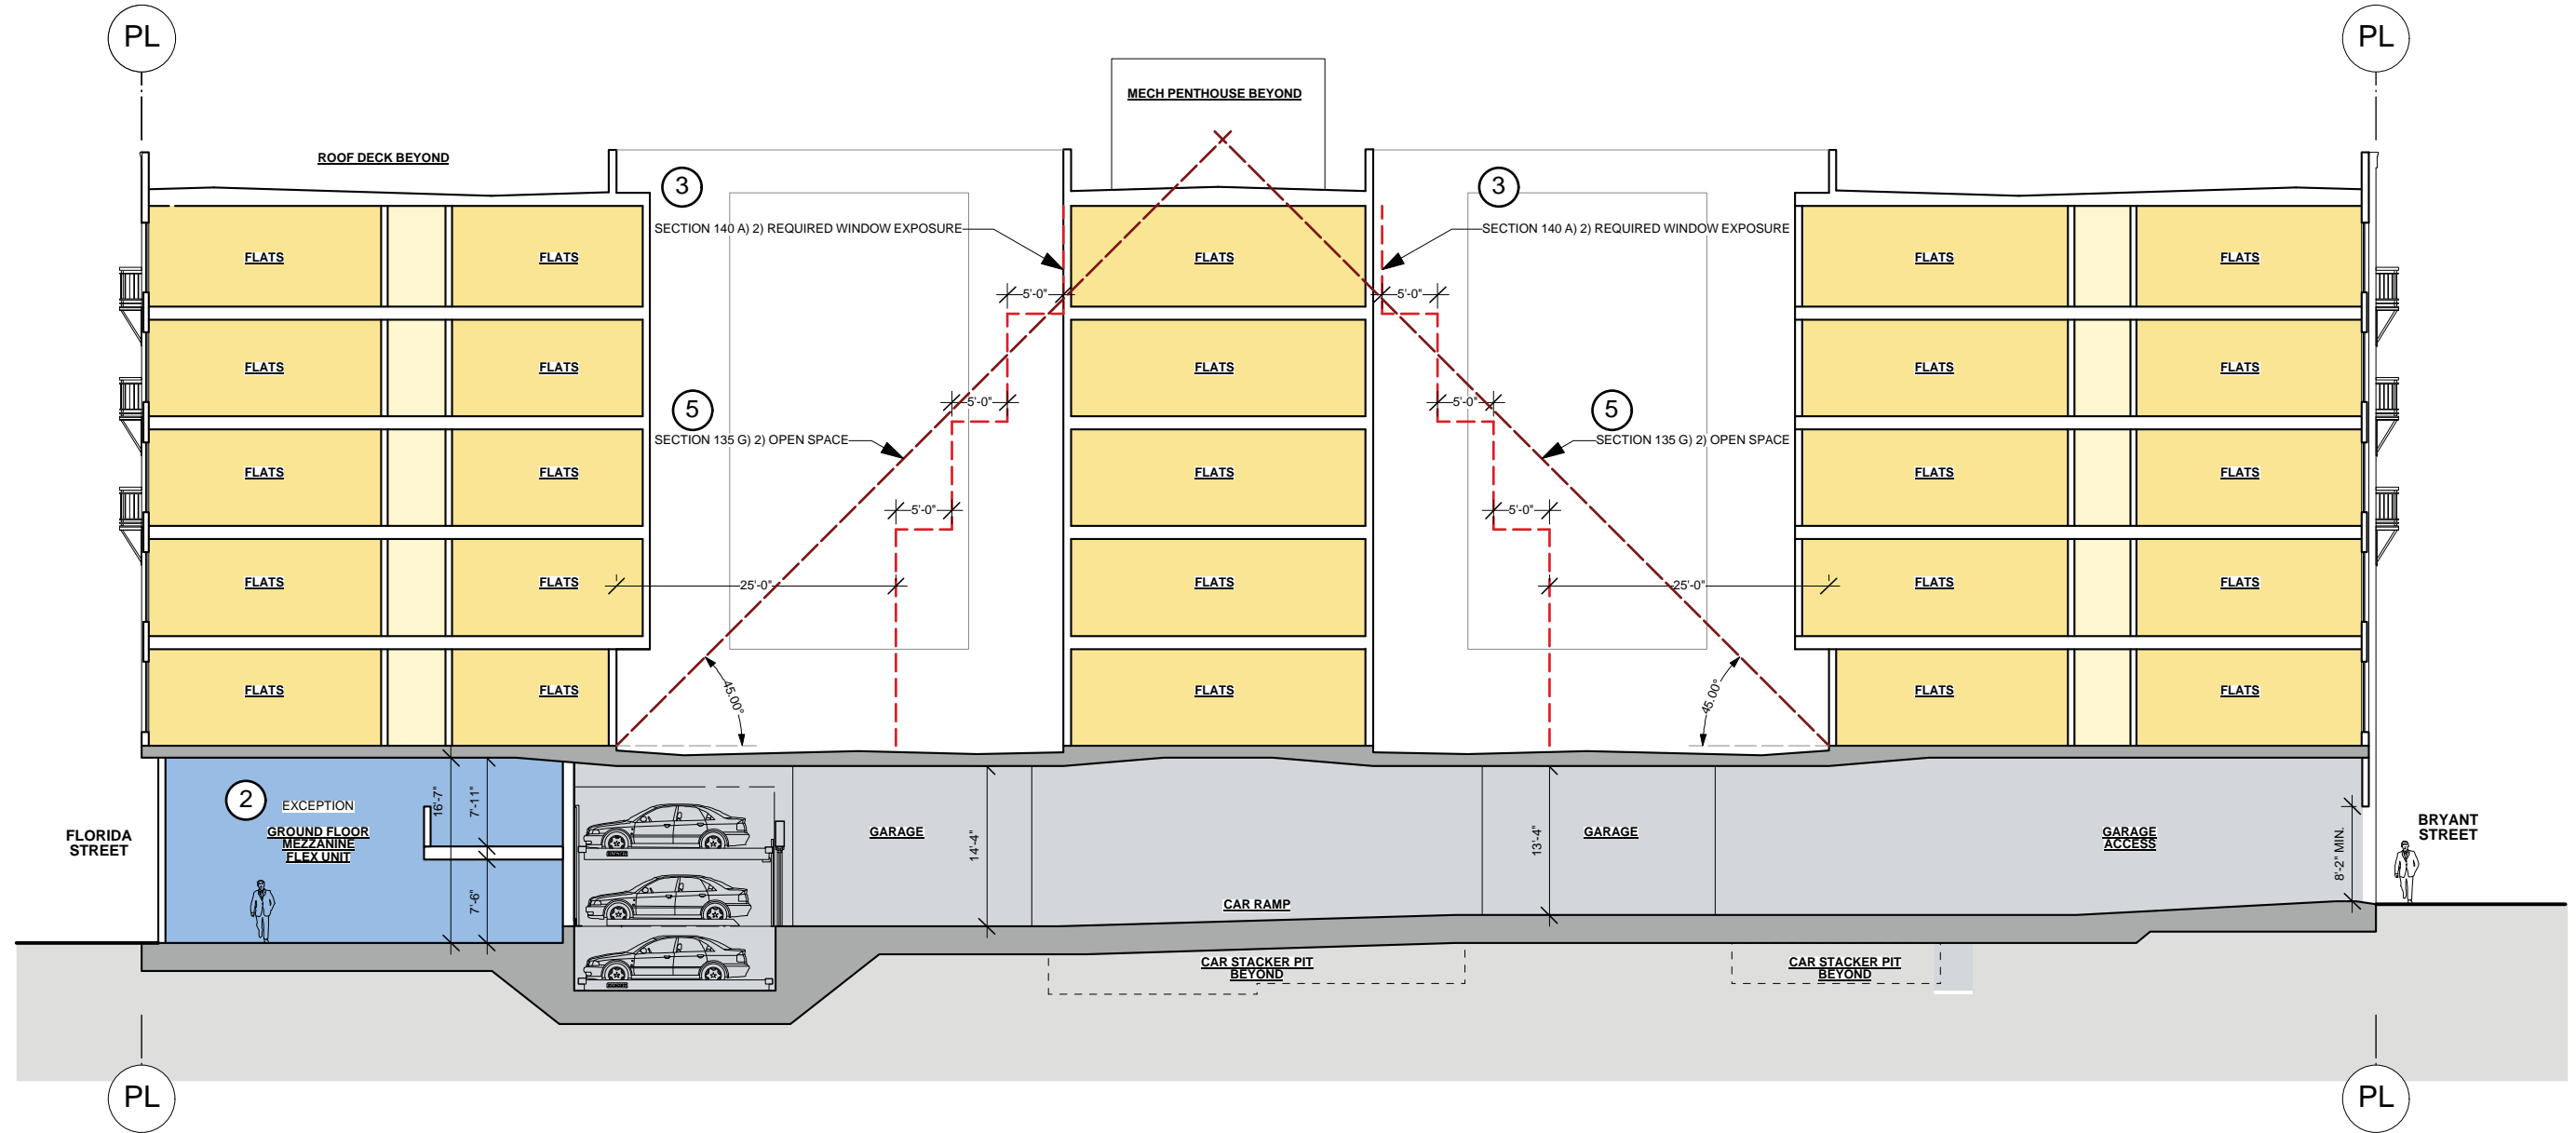 PL
PL
MECH PENTHOUSE BEYOND
ROOF DECK BEYOND
3
3
SECTION 140 A) 2) REQUIRED WINDOW EXPOSURE
SECTION 140 A) 2) REQUIRED WINDOW EXPOSURE
FLATS
FLATS
FLATS
FLATS
FLATS
5'-0"
5'-0"
FLATS
FLATS
FLATS
FLATS
FLATS
5'-0"
5'-0"
5
5
SECTION 135 G) 2) OPEN SPACE
SECTION 135 G) 2) OPEN SPACE
FLATS
FLATS
FLATS
FLATS
FLATS
5'-0"
5'-0"
FLATS
FLATS
25'-0"
FLATS
25'-0"
FLATS
FLATS
45.00°
45.00°
FLATS
FLATS
FLATS
FLATS
FLATS
2
EXCEPTION
GROUND FLOOR
MEZZANINE
FLEX UNIT
16'-7"
7'-11"
7'-6"
FLORIDA
STREET
GARAGE
14'-4"
13'-4"
GARAGE
GARAGE
ACCESS
8'-2" MIN.
BRYANT
STREET
CAR RAMP
CAR STACKER PIT
BEYOND
CAR STACKER PIT
BEYOND
PL
PL